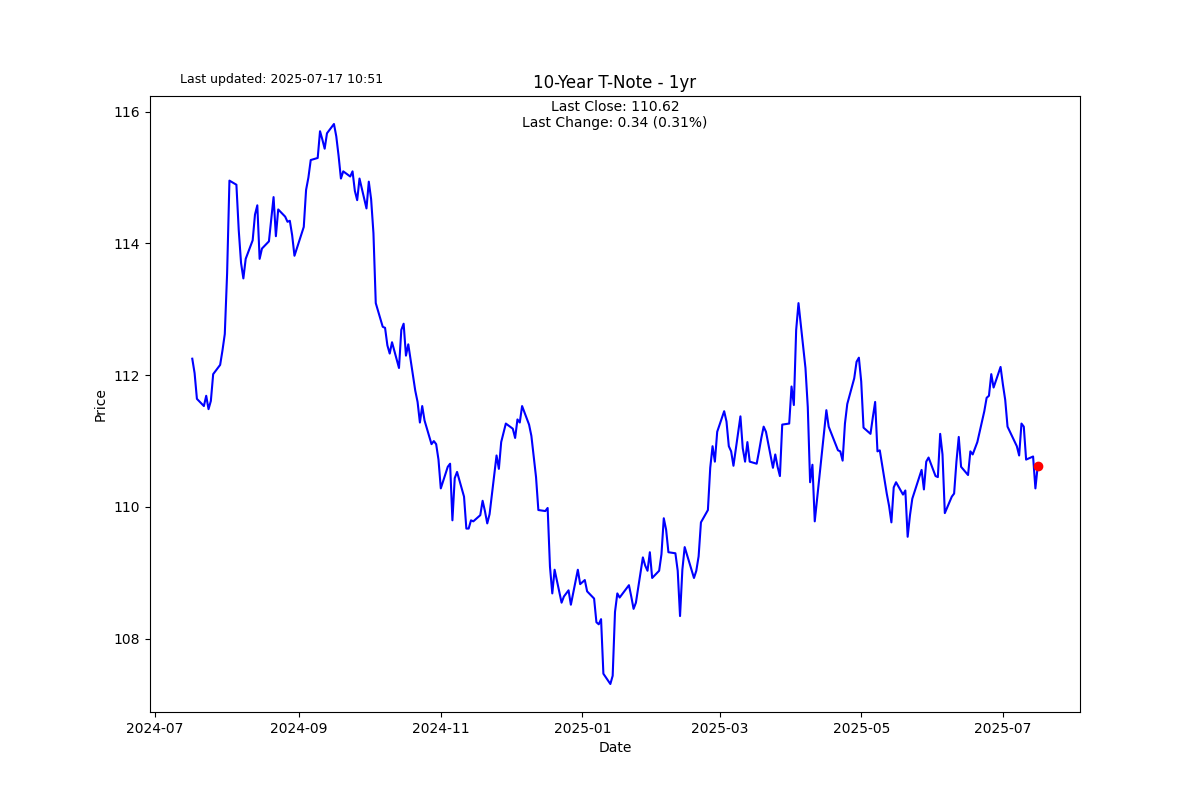 Last updated: 2025-07-17 10:51
10-Year T-Note - 1yr
Last Close: 110.62
Last Change: 0.34 (0.31%)
116
114
112
110
108
Price
2024-07
2024-09
2024-11
2025-01
2025-03
2025-05
2025-07
Date